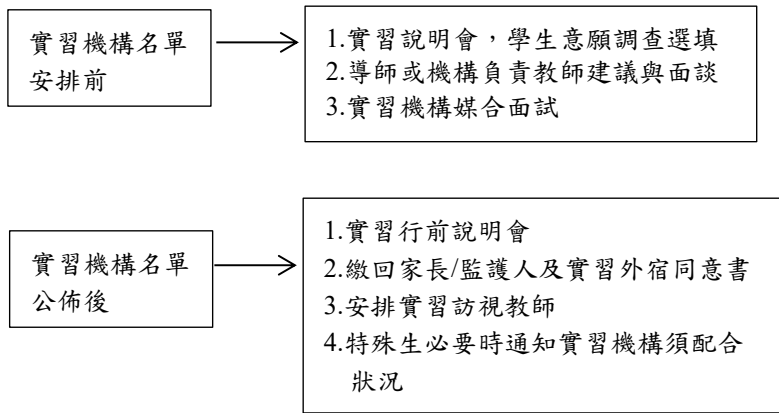 實習機構名單
安排前
1.實習說明會，學生意願調查選填
2.導師或機構負責教師建議與面談
3.實習機構媒合面試
實習機構名單
公佈後
1.實習行前說明會
2.繳回家長/監護人及實習外宿同意書
3.安排實習訪視教師
4.特殊生必要時通知實習機構須配合
狀況